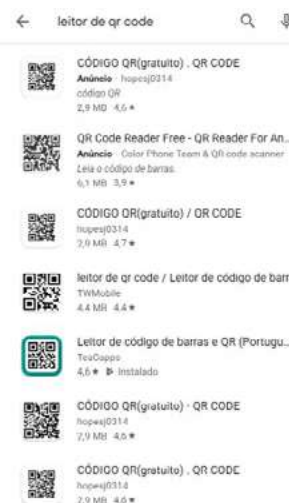 leitor de qr code
CÓDIGO QR(gratuito) . QR CODE
Anúncio · hopesj0314
código QR
2,9 MB 4,6 ★
QR Code Reader Free - QR Reader For An..
Anúncio · Color Phone Team & QR code scanner
Leia o código de barras.
6,1 MB 3,9 ★
CÓDIGO QR(gratuito) / QR CODE
hopesj0314
2,9 MB 4,7 ★
leitor de qr code / Leitor de código de barr
TWMobile
4,4 MB 4,4 ★
Leitor de código de barras e QR (Portugu..
TeaCapps
4,6 ★ Instalado
CÓDIGO QR(gratuito) · QR CODE
hopesj0314
2,9 MB 4,6 ★
CÓDIGO QR(gratuito) . QR CODE
hopesj0314
2,9 MB 4,6 ★